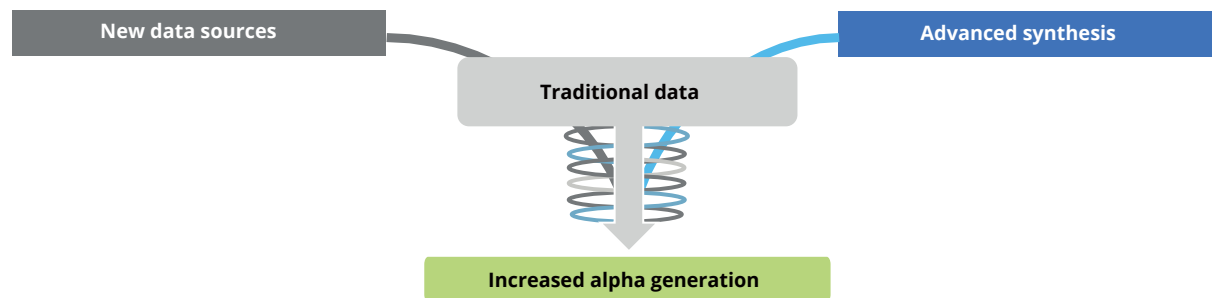 New data sources
Advanced synthesis
Traditional data
Increased alpha generation